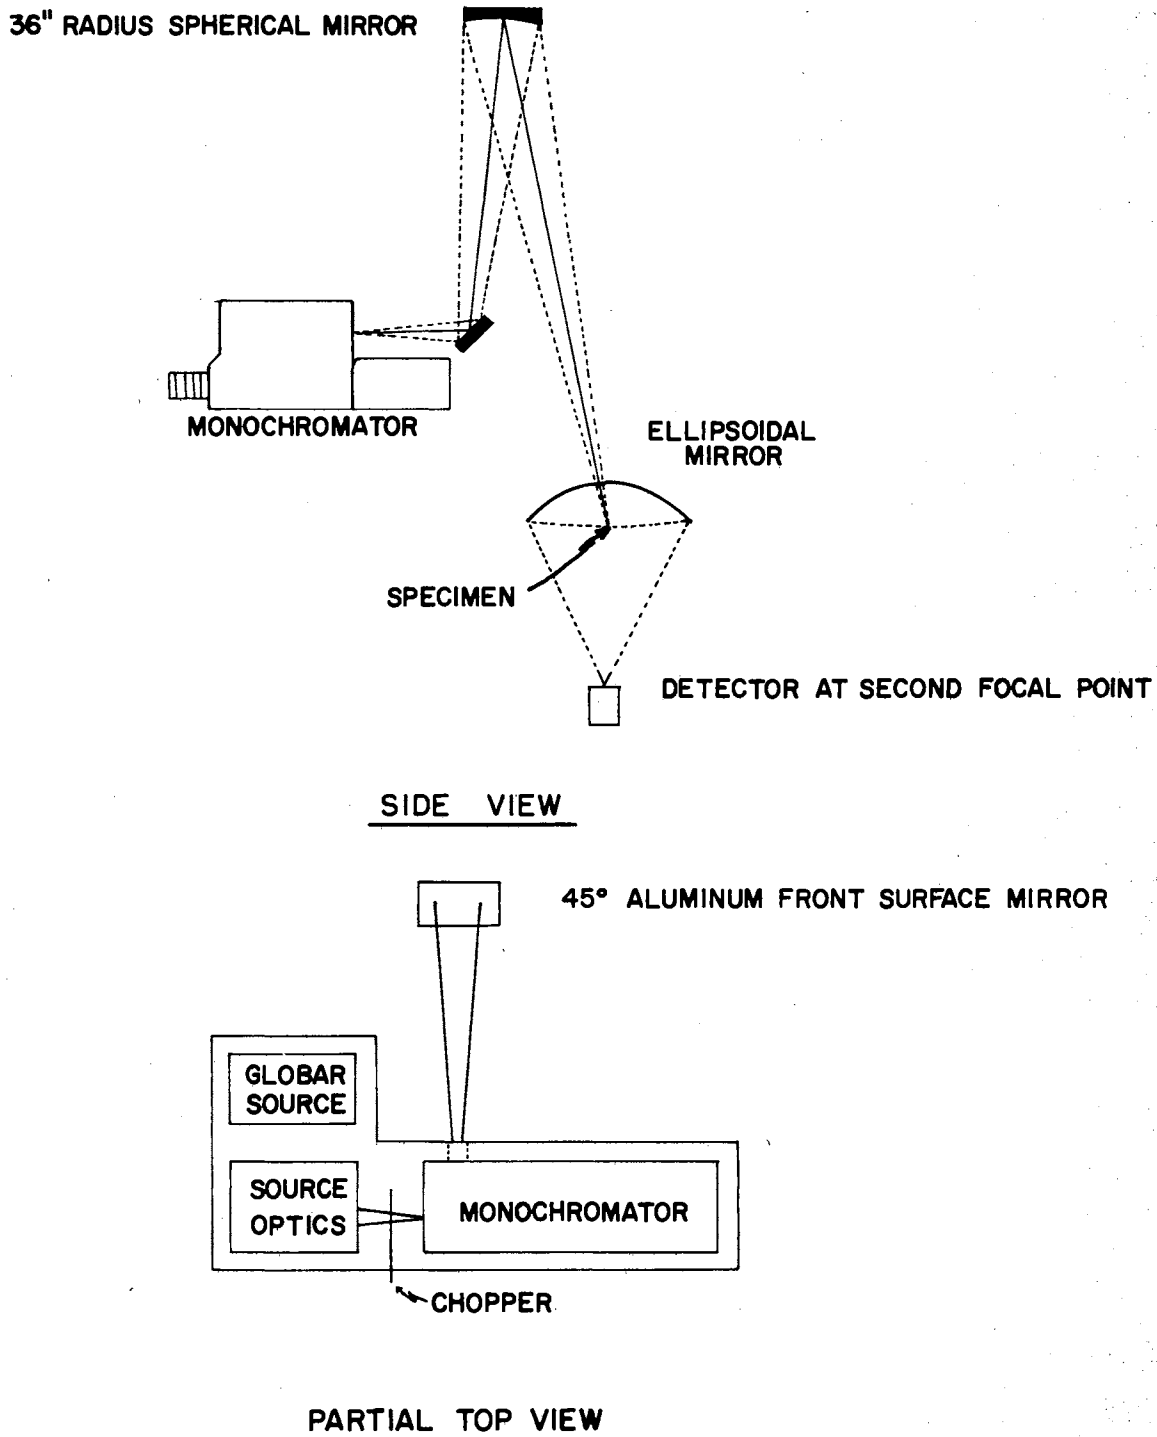 36" RADIUS SPHERICAL MIRROR
MONOCHROMATOR
ELLIPSOIDAL
MIRROR
SPECIMEN
DETECTOR AT SECOND FOCAL POINT
SIDE VIEW
45° ALUMINUM FRONT SURFACE MIRROR
GLOBAR
SOURCE
SOURCE
OPTICS
MONOCHROMATOR
CHOPPER
PARTIAL TOP VIEW